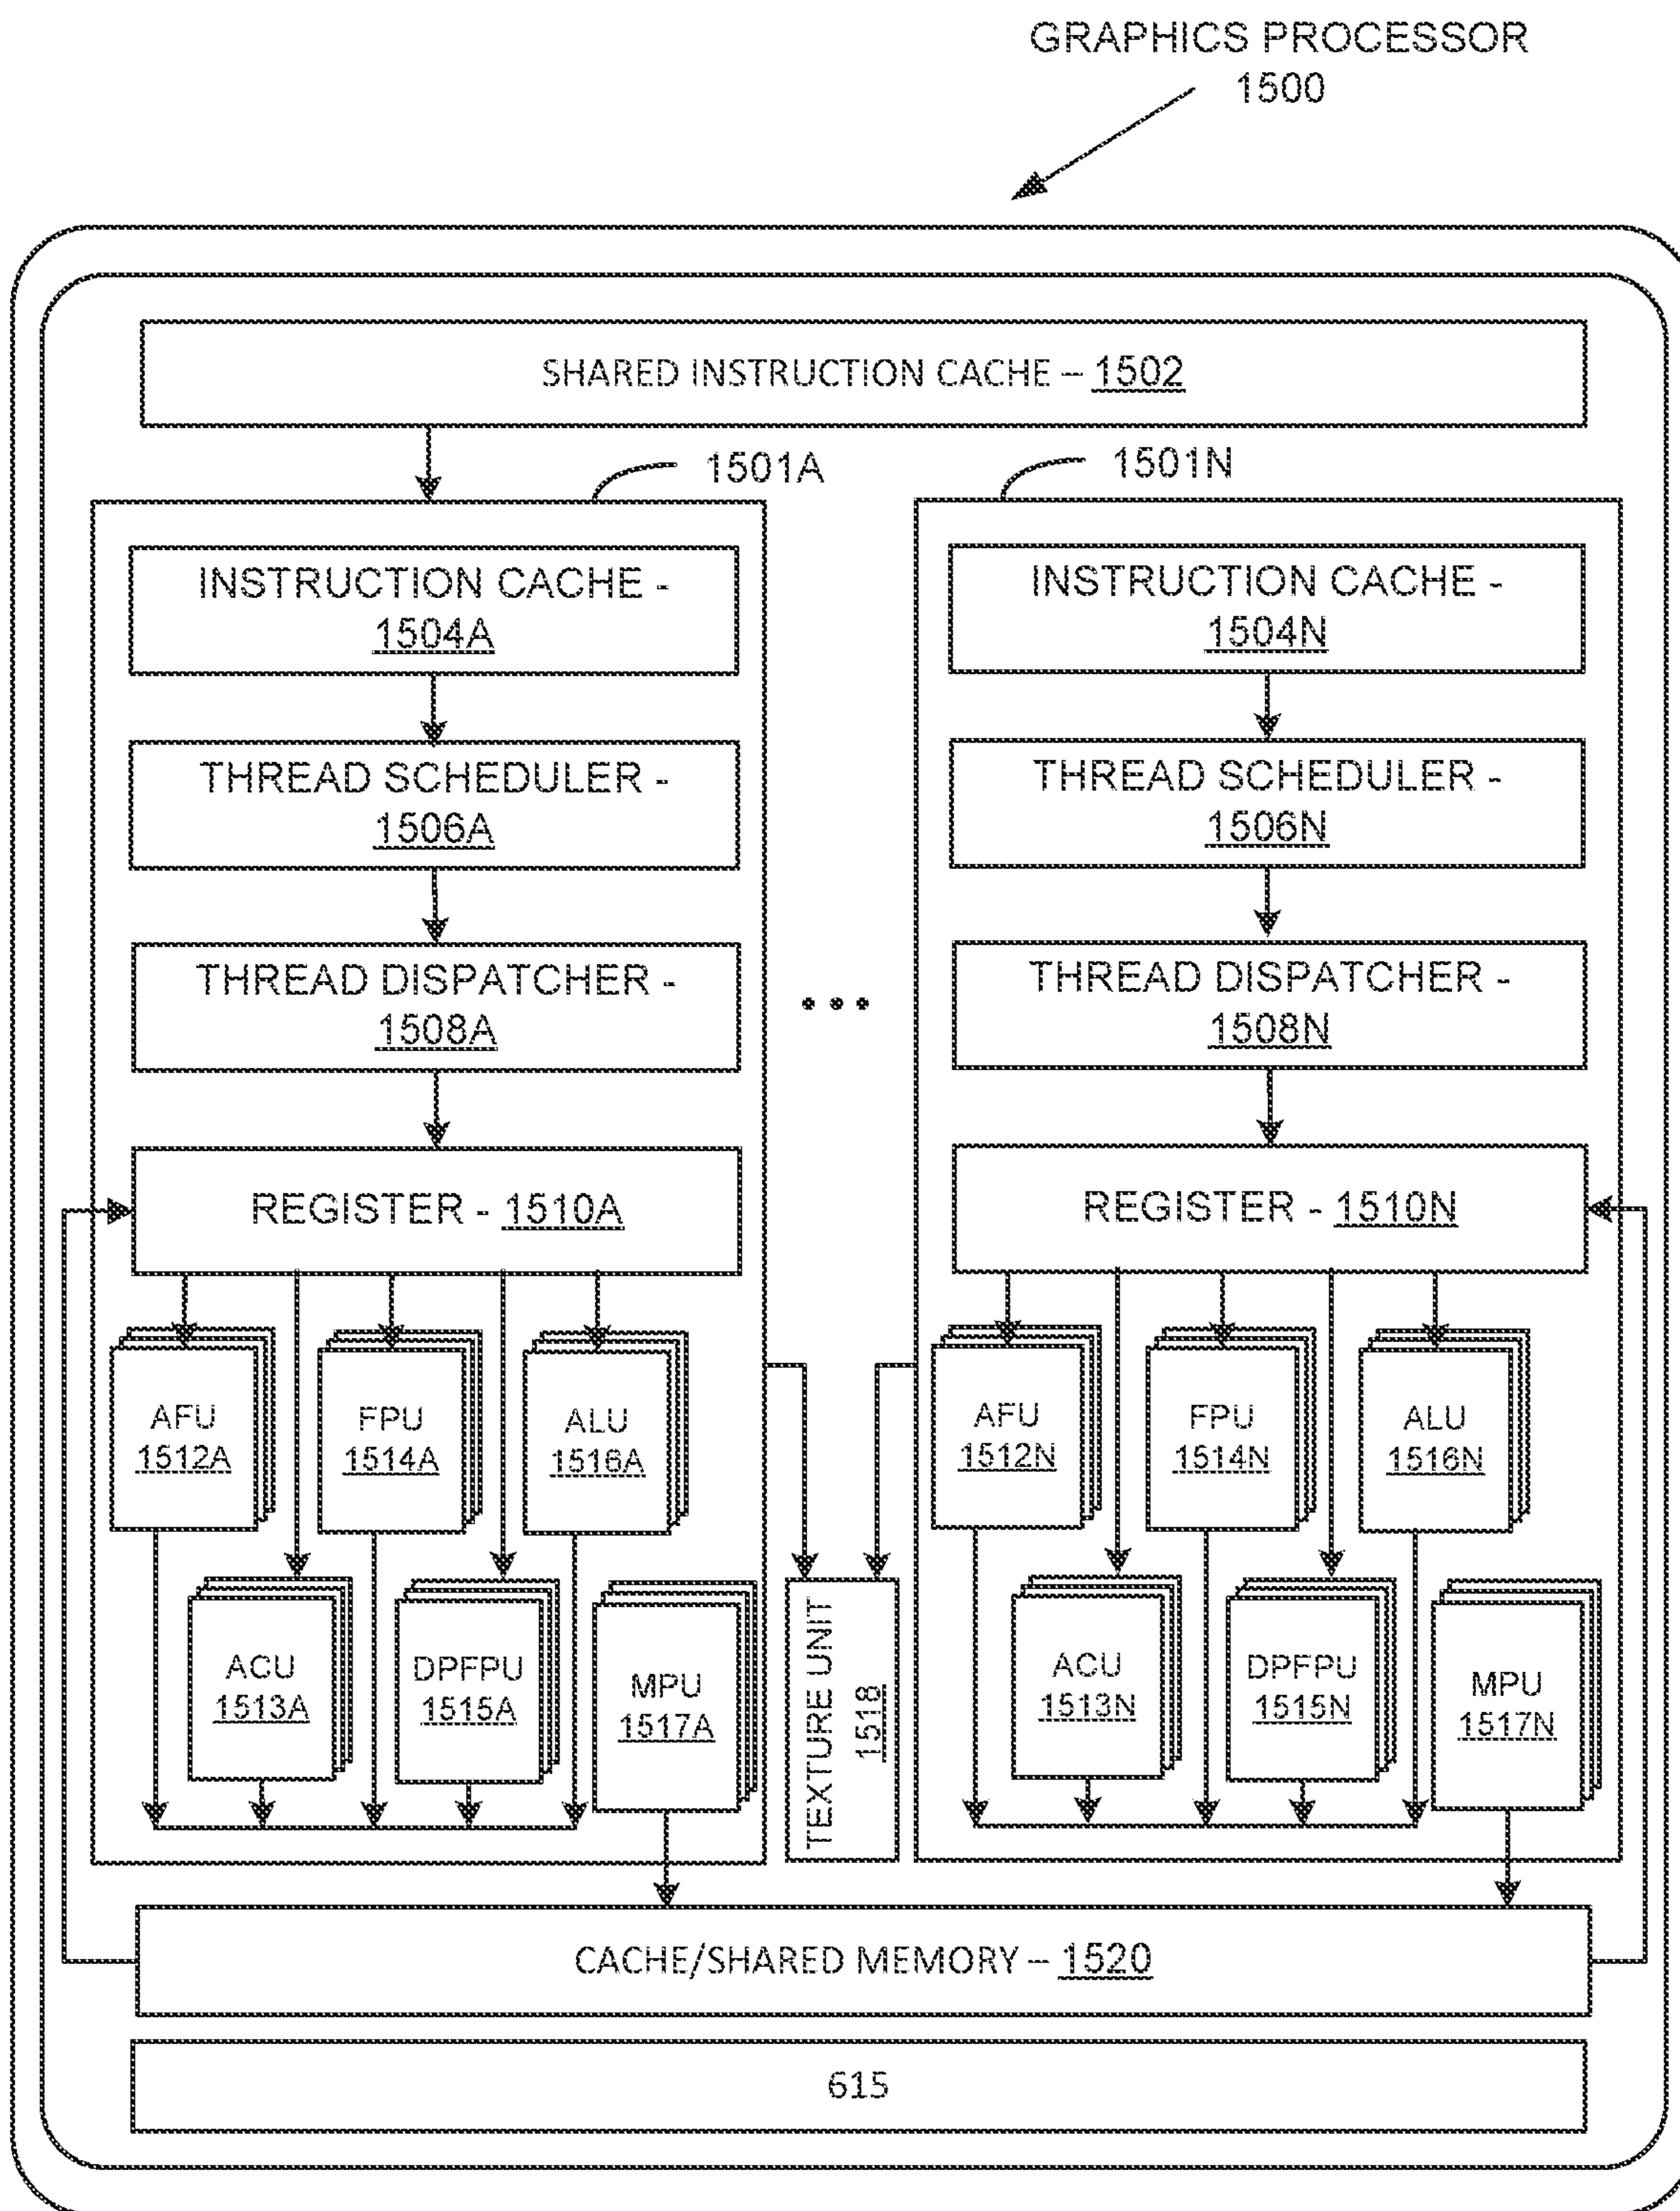 GRAPHICS PROCESSOR
1500
SHARED INSTRUCTION CACHE – 1502
1501A
1501N
INSTRUCTION CACHE -
1504A
THREAD SCHEDULER -
1506A
THREAD DISPATCHER -
1508A
REGISTER - 1510A
AFU
1512A
FPU
1514A
ALU
1516A
ACU
1513A
DPFPU
1515A
MPU
1517A
TEXTURE UNIT
1518
INSTRUCTION CACHE -
1504N
THREAD SCHEDULER -
1506N
THREAD DISPATCHER -
1508N
REGISTER - 1510N
AFU
1512N
FPU
1514N
ALU
1516N
ACU
1513N
DPFPU
1515N
MPU
1517N
CACHE/SHARED MEMORY – 1520
615